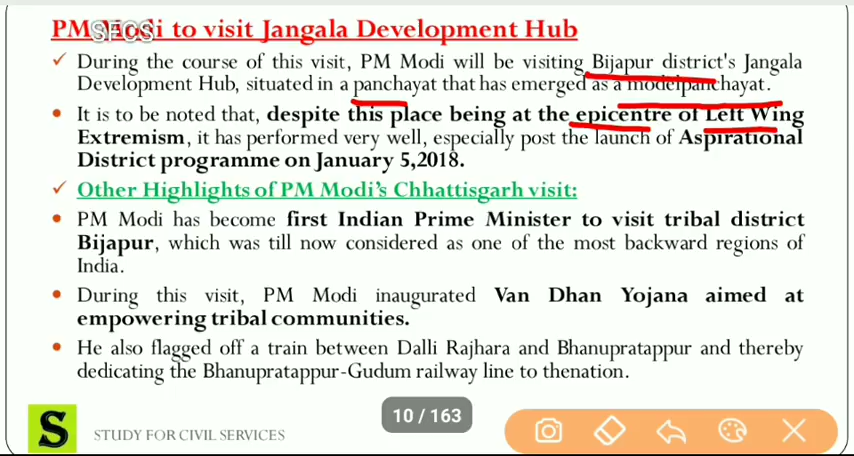 PM Modi to visit Jangala Development Hub
SFCS
✓ During the course of this visit, PM Modi will be visiting Bijapur district's Jangala
Development Hub, situated in a panchayat that has emerged as a modelpanchayat.
• It is to be noted that, despite this place being at the epicentre of Left Wing
Extremism, it has performed very well, especially post the launch of Aspirational
District programme on January 5,2018.
✓ Other Highlights of PM Modi's Chhattisgarh visit:
• PM Modi has become first Indian Prime Minister to visit tribal district
Bijapur, which was till now considered as one of the most backward regions of
India.
• During this visit, PM Modi inaugurated Van Dhan Yojana aimed at
empowering tribal communities.
• He also flagged off a train between Dalli Rajhara and Bhanupratappur and thereby
dedicating the Bhanupratappur-Gudum railway line to thenation.
10 / 163
S
STUDY FOR CIVIL SERVICES